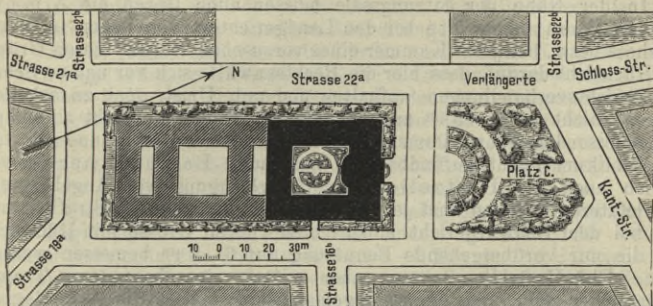 Strasse 21ᵇ
Strasse 22ᵇ
Strasse 21ᵃ
N
Strasse 22ᵃ
Verlängerte
Schloss-Str.
Platz C.
Kant-Str.
10 0 10 20 30ᵐ
Strasse 19ᵃ
Strasse 16ᵇ